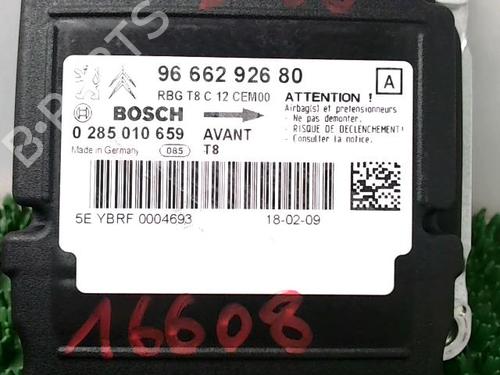 96 662 926 80
A
RBG T8 C 12 CEM00
ATTENTION !
Airbag(s) et pretensionneurs
- Ne pas demonter.
- RISQUE DE DECLENCHEMENT!
- Consulter la notice.
BOSCH
0 285 010 659 AVANT
Made in Germany 085 T8
5E YBRF 0004693 18-02-09
16608
B-PARTS